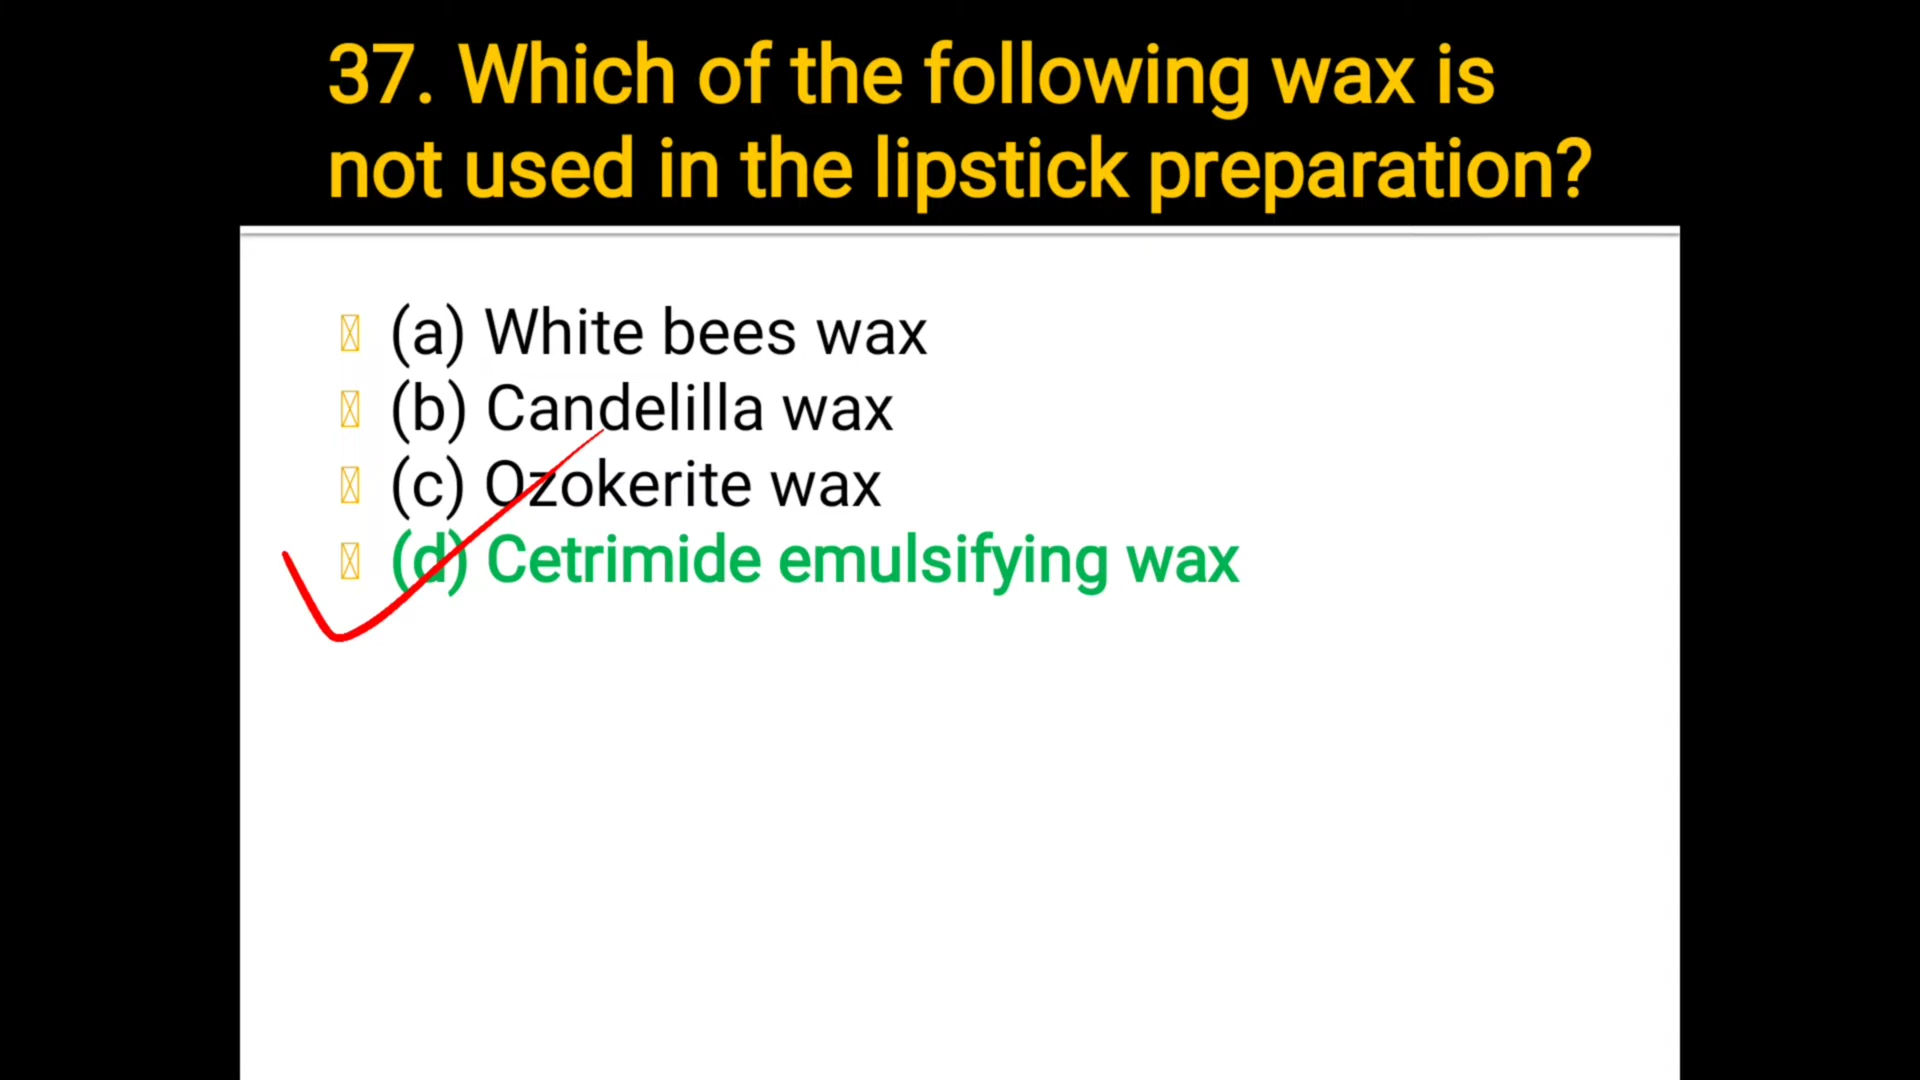 37. Which of the following wax is
not used in the lipstick preparation?
(a) White bees wax
(b) Candelilla wax
(c) Ozokerite wax
(d) Cetrimide emulsifying wax